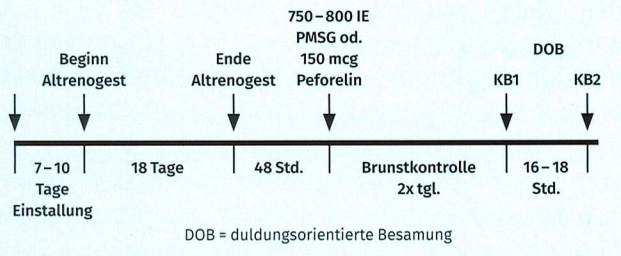 750–800 IE
PMSG od.
150 mcg
Peforelin
Beginn
Altrenogest
Ende
Altrenogest
DOB
KB1
KB2
7–10
Tage
Einstallung
18 Tage
48 Std.
Brunstkontrolle
2x tgl.
16–18
Std.
DOB = duldungsorientierte Besamung